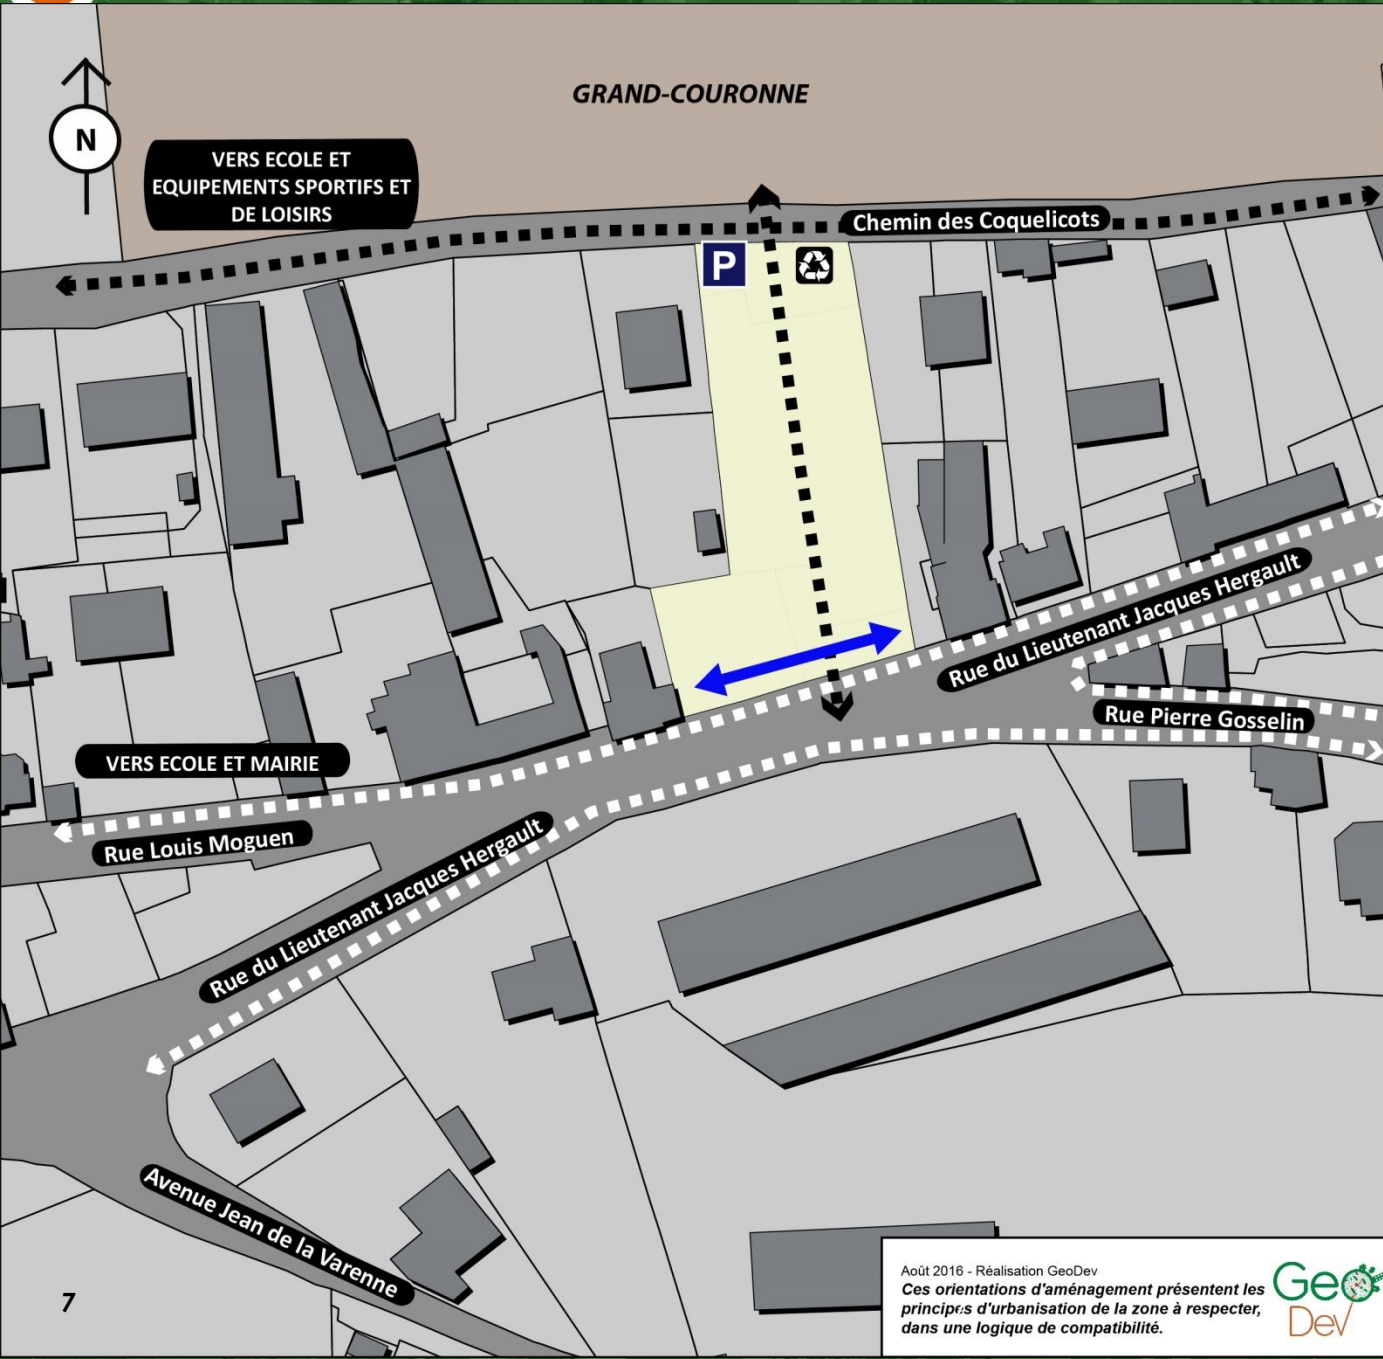 GRAND-COURONNE
N
VERS ECOLE ET
EQUIPEMENTS SPORTIFS ET
DE LOISIRS
Chemin des Coquelicots
P
Rue du Lieutenant Jacques Hergault
Rue Pierre Gosselin
VERS ECOLE ET MAIRIE
Rue Louis Moguen
Rue du Lieutenant Jacques Hergault
Avenue Jean de la Varenne
7
Août 2016 - Réalisation GeoDev
Ces orientations d'aménagement présentent les
principes d'urbanisation de la zone à respecter,
dans une logique de compatibilité.
Geo
Dev